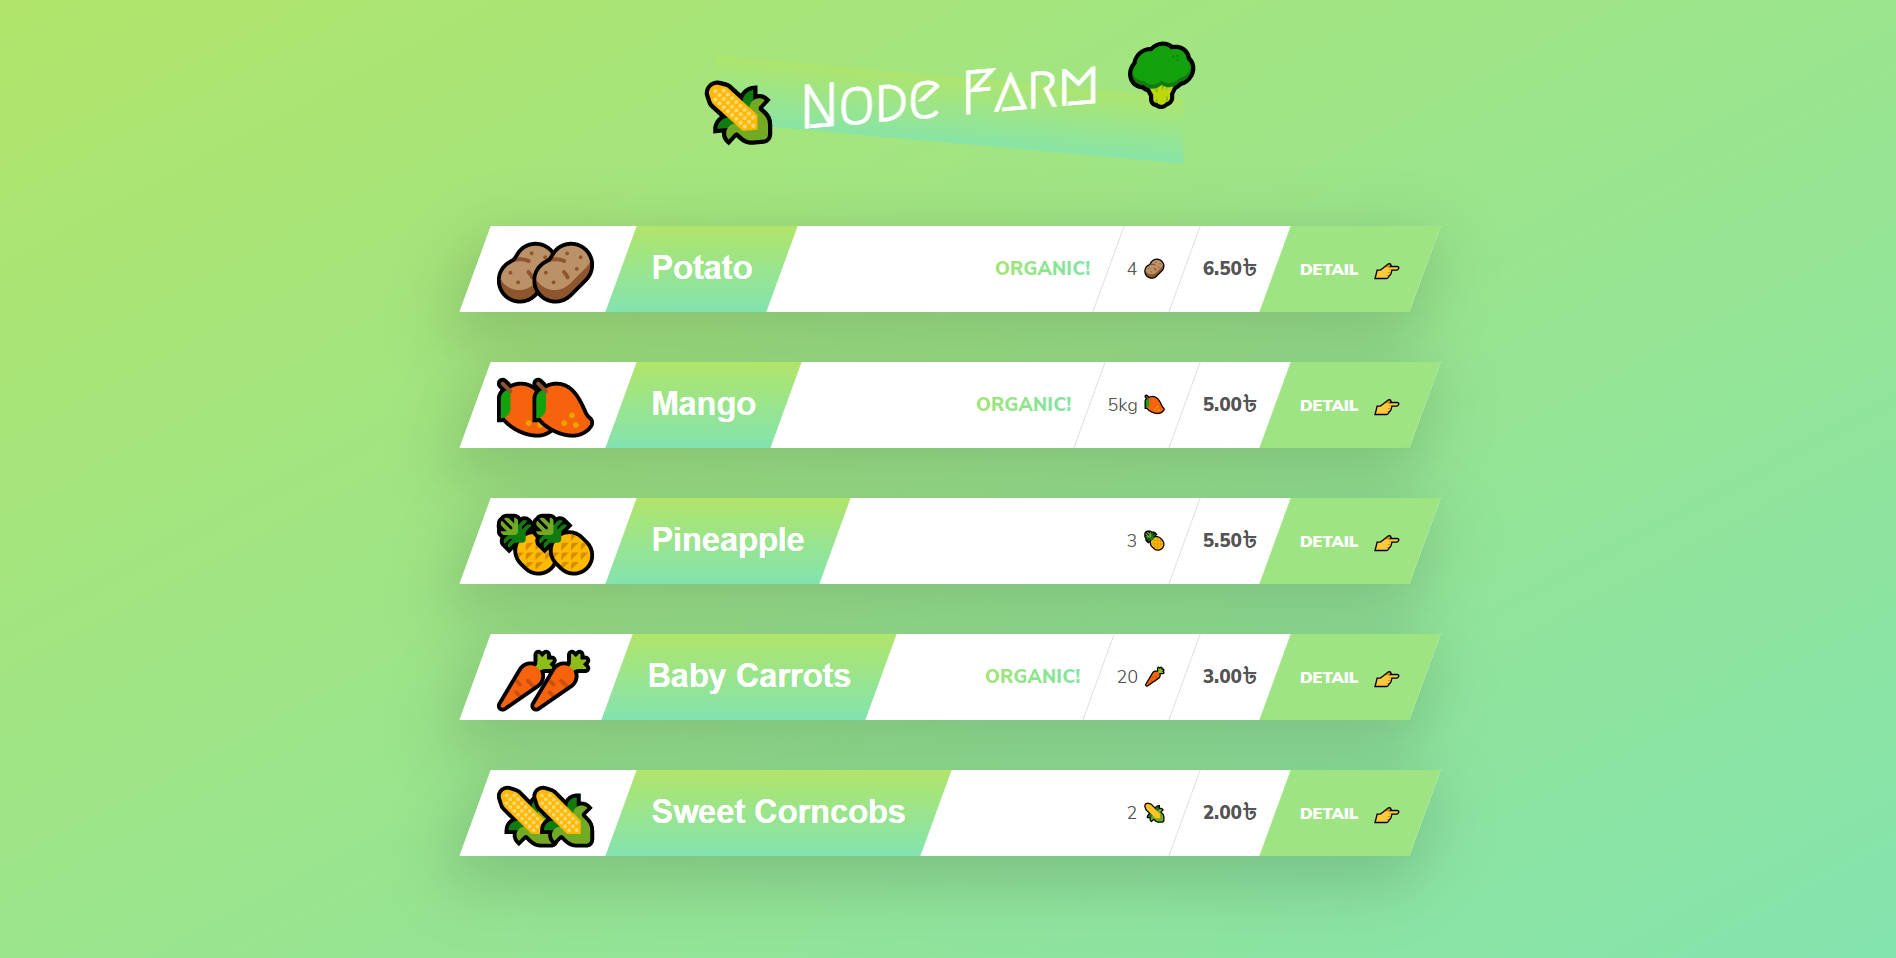 Node Farm
Potato ORGANIC! 4 6.50৳ DETAIL
Mango ORGANIC! 5kg 5.00৳ DETAIL
Pineapple 3 5.50৳ DETAIL
Baby Carrots ORGANIC! 20 3.00৳ DETAIL
Sweet Corncobs 2 2.00৳ DETAIL